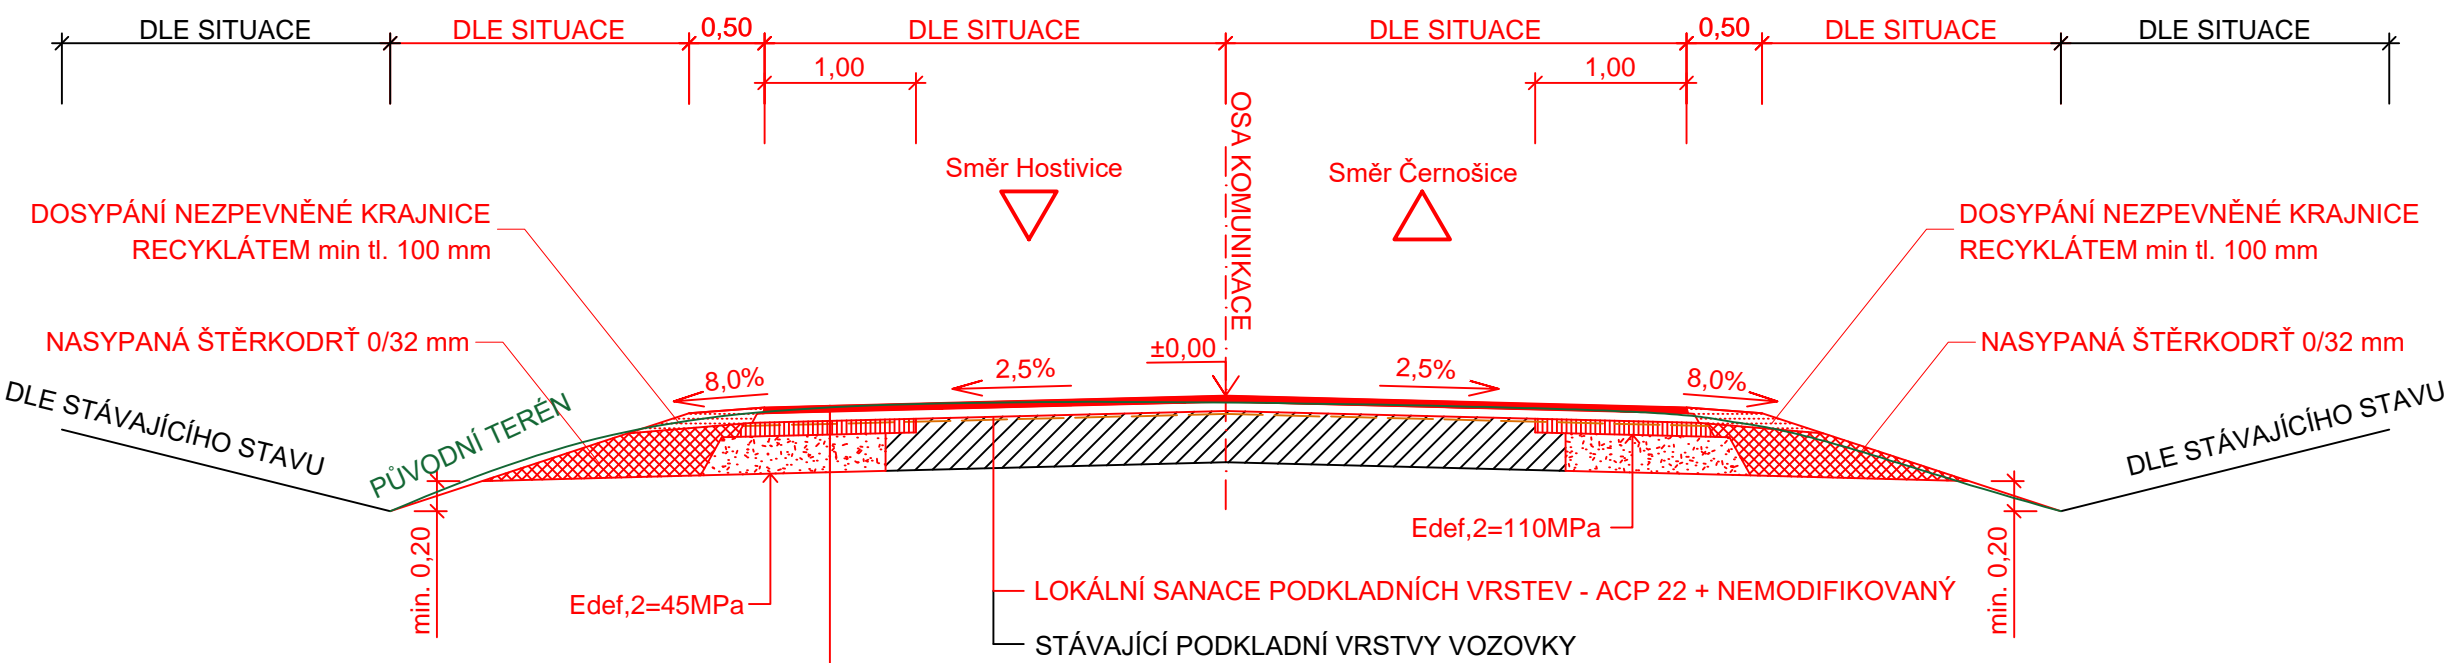 DLE SITUACE DLE SITUACE 0,50 DLE SITUACE DLE SITUACE 0,50 DLE SITUACE DLE SITUACE
1,00 1,00
OSA KOMUNIKACE
Směr Hostivice Směr Černošice
DOSYPÁNÍ NEZPEVNĚNÉ KRAJNICE
RECYKLÁTEM min tl. 100 mm
DOSYPÁNÍ NEZPEVNĚNÉ KRAJNICE
RECYKLÁTEM min tl. 100 mm
NASYPANÁ ŠTĚRKODRŤ 0/32 mm
NASYPANÁ ŠTĚRKODRŤ 0/32 mm
±0,00
8,0% 2,5% 2,5% 8,0%
DLE STÁVAJÍCÍHO STAVU
PŮVODNÍ TERÉN
DLE STÁVAJÍCÍHO STAVU
min. 0,20
min. 0,20
Edef,2=110MPa
Edef,2=45MPa
LOKÁLNÍ SANACE PODKLADNÍCH VRSTEV - ACP 22 + NEMODIFIKOVANÝ
STÁVAJÍCÍ PODKLADNÍ VRSTVY VOZOVKY